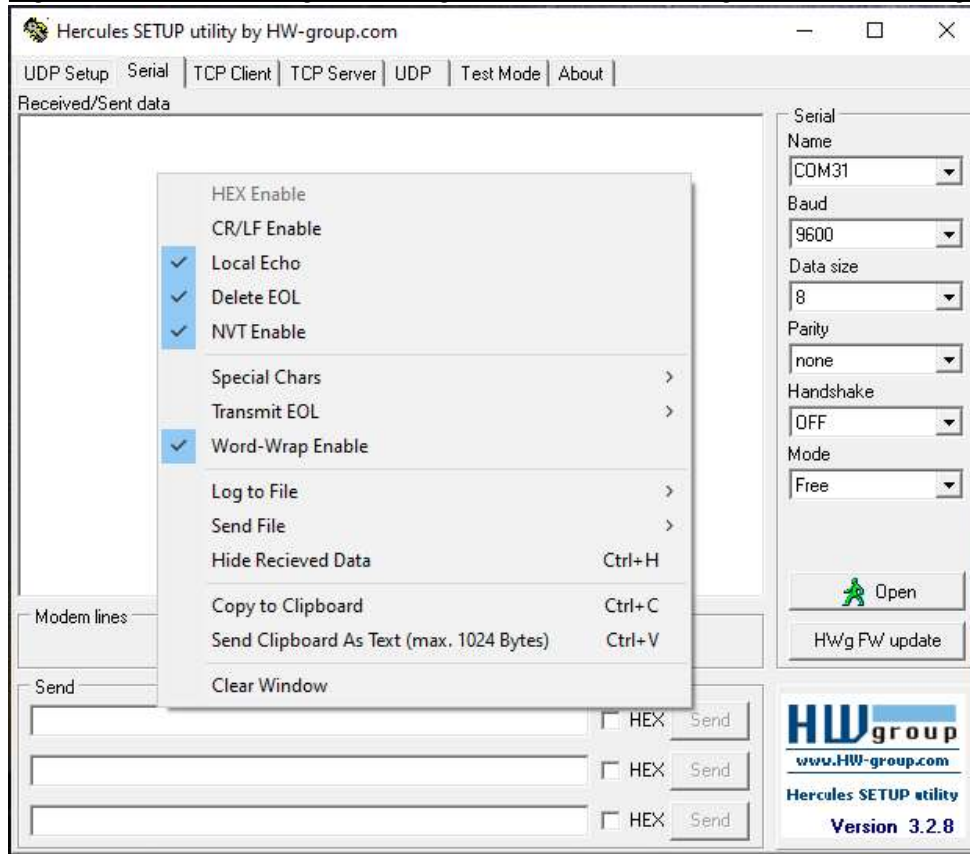 Hercules SETUP utility by HW-group.com
UDP Setup Serial TCP Client TCP Server UDP Test Mode About
Received/Sent data
HEX Enable
CR/LF Enable
Local Echo
Delete EOL
NVT Enable
Special Chars
Transmit EOL
Word-Wrap Enable
Log to File
Send File
Hide Recieved Data Ctrl+H
Copy to Clipboard Ctrl+C
Send Clipboard As Text (max. 1024 Bytes) Ctrl+V
Clear Window
Serial
Name
COM31
Baud
9600
Data size
8
Parity
none
Handshake
OFF
Mode
Free
Open
HWg FW update
Modem lines
Send
HEX Send
HEX Send
HEX Send
HWgroup
www.HW-group.com
Hercules SETUP utility
Version 3.2.8